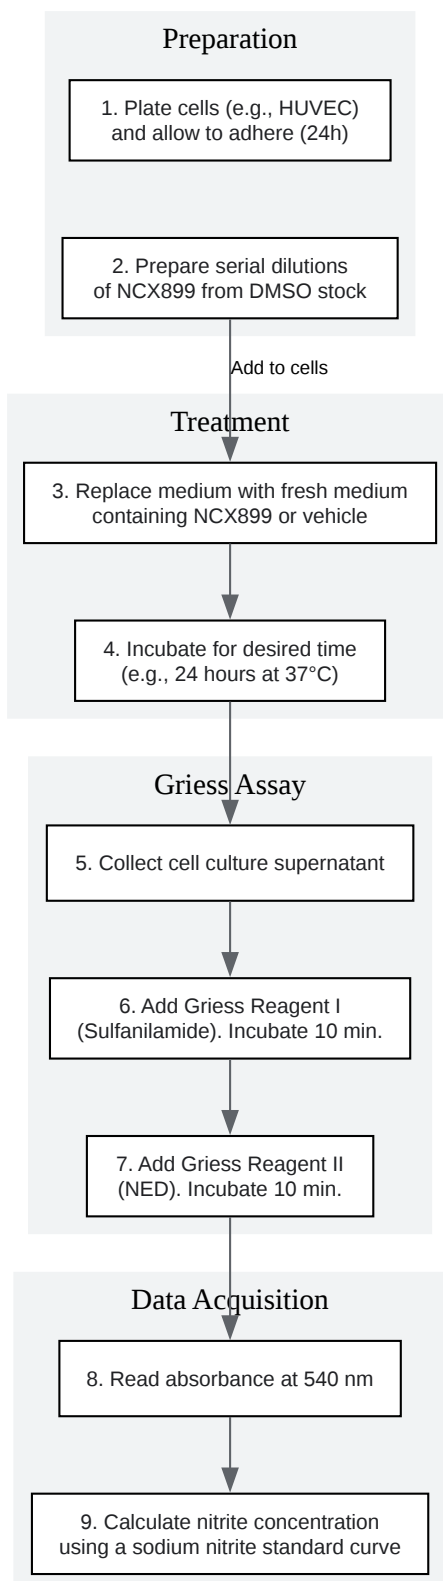 Preparation
1. Plate cells (e.g., HUVEC)
and allow to adhere (24h)
2. Prepare serial dilutions
of NCX899 from DMSO stock
Add to cells
Treatment
3. Replace medium with fresh medium
containing NCX899 or vehicle
4. Incubate for desired time
(e.g., 24 hours at 37°C)
Griess Assay
5. Collect cell culture supernatant
6. Add Griess Reagent I
(Sulfanilamide). Incubate 10 min.
7. Add Griess Reagent II
(NED). Incubate 10 min.
Data Acquisition
8. Read absorbance at 540 nm
9. Calculate nitrite concentration
using a sodium nitrite standard curve